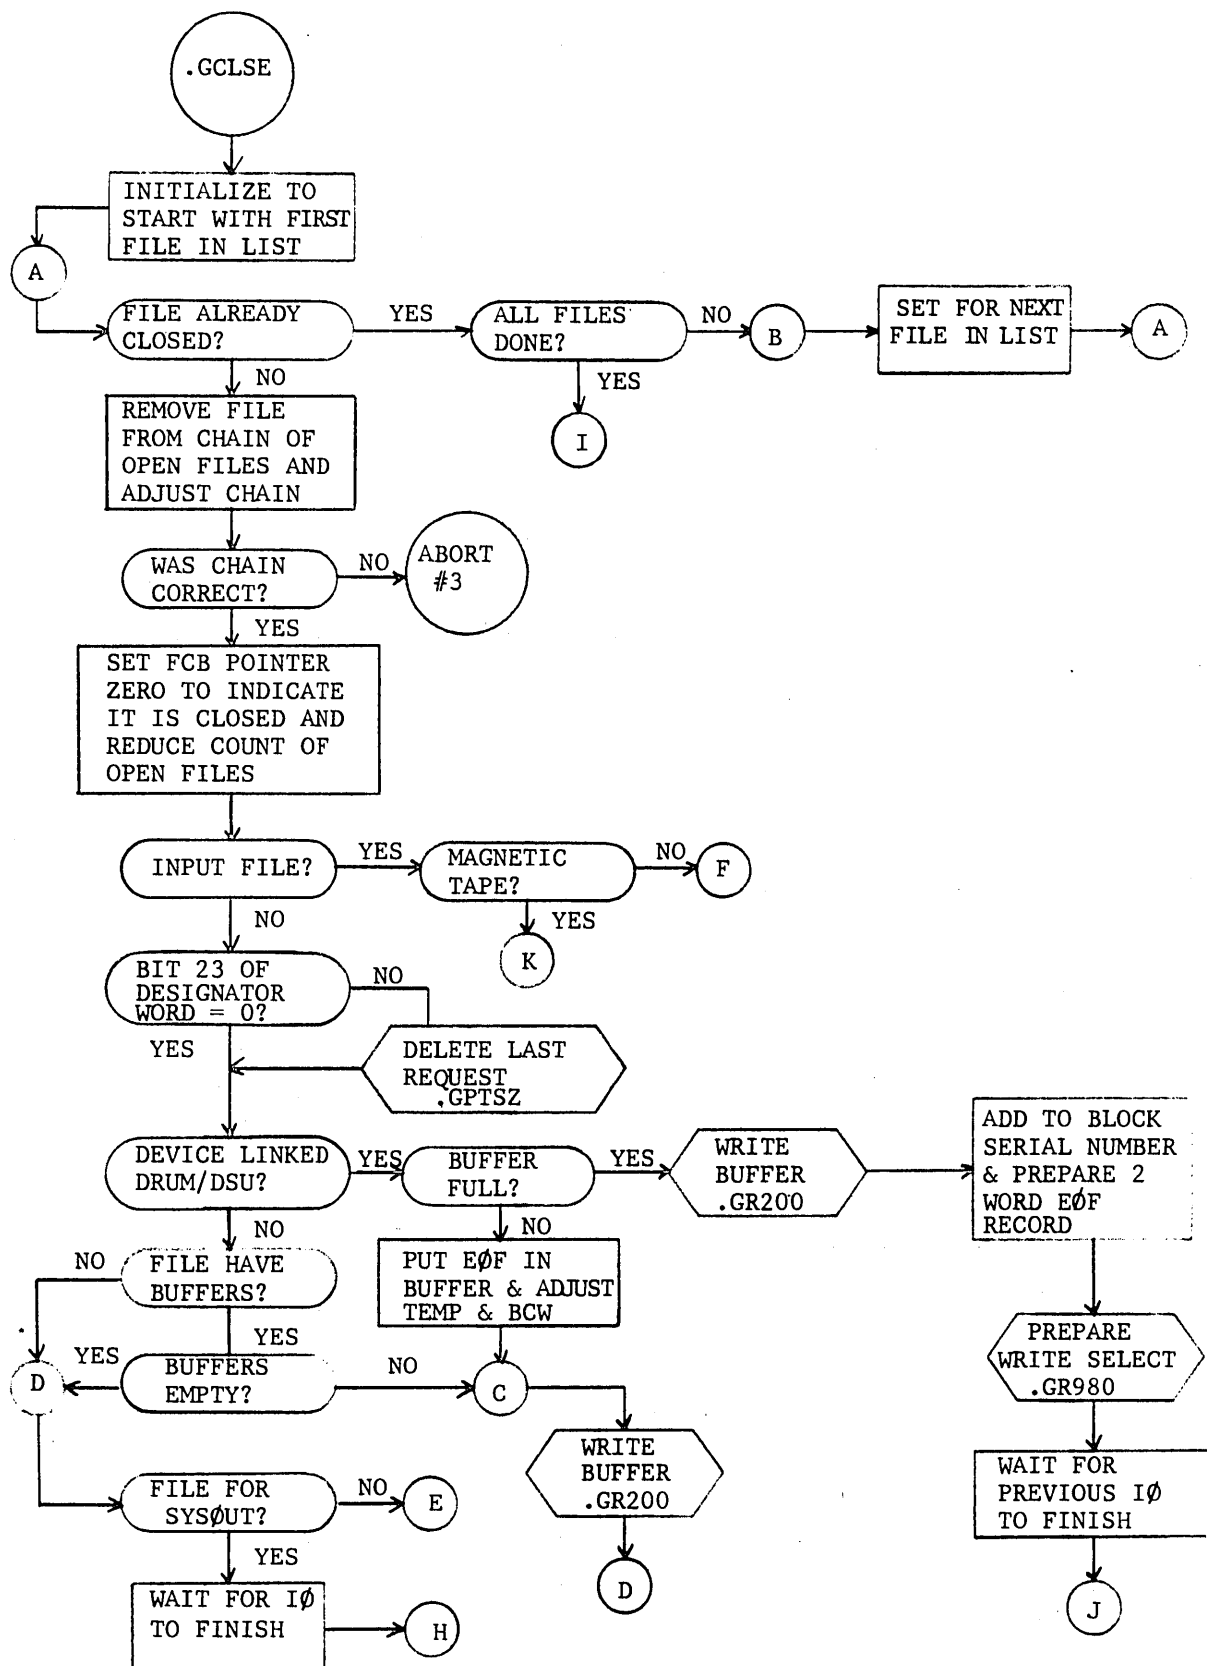 .GCLSE
INITIALIZE TO
START WITH FIRST
FILE IN LIST
A
FILE ALREADY
CLOSED?
YES
ALL FILES
DONE?
NO
B
SET FOR NEXT
FILE IN LIST
A
NO
YES
I
REMOVE FILE
FROM CHAIN OF
OPEN FILES AND
ADJUST CHAIN
WAS CHAIN
CORRECT?
NO
ABORT
#3
YES
SET FCB POINTER
ZERO TO INDICATE
IT IS CLOSED AND
REDUCE COUNT OF
OPEN FILES
INPUT FILE?
YES
MAGNETIC
TAPE?
NO
F
NO
YES
K
BIT 23 OF
DESIGNATOR
WORD = 0?
NO
YES
DELETE LAST
REQUEST
.GPTSZ
DEVICE LINKED
DRUM/DSU?
YES
BUFFER
FULL?
YES
WRITE
BUFFER
.GR200
ADD TO BLOCK
SERIAL NUMBER
& PREPARE 2
WORD EØF
RECORD
NO
NO
FILE HAVE
BUFFERS?
NO
PUT EØF IN
BUFFER & ADJUST
TEMP & BCW
YES
PREPARE
WRITE SELECT
.GR980
D
YES
BUFFERS
EMPTY?
NO
C
WRITE
BUFFER
.GR200
WAIT FOR
PREVIOUS IØ
TO FINISH
FILE FOR
SYSØUT?
NO
E
YES
D
J
WAIT FOR IØ
TO FINISH
H